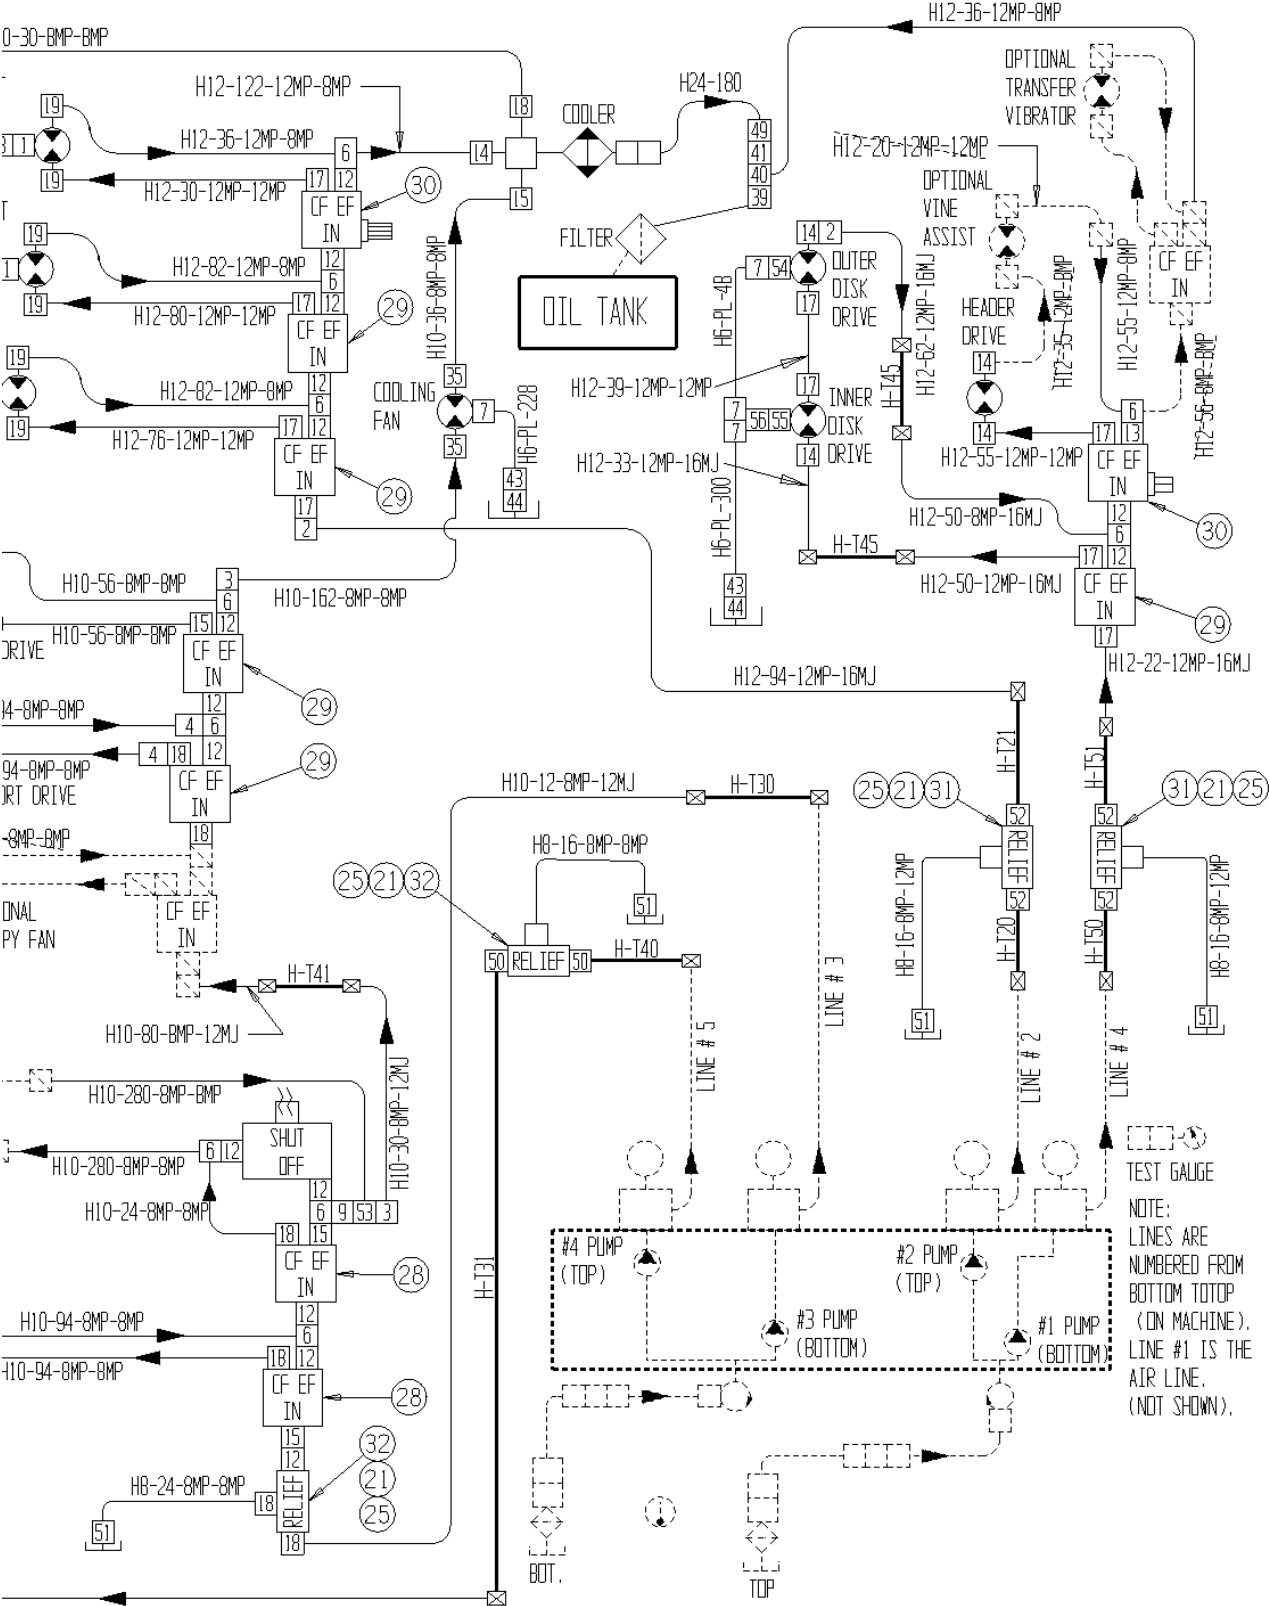 H12-36-12MP-8MP
0-30-8MP-8MP
OPTIONAL
TRANSFER
VIBRATOR
H12-122-12MP-8MP
H24-180
COOLER
19
18
49
41
40
39
H12-36-12MP-8MP
3 1
6
14
H12-20-12MP-12MP
19
H12-30-12MP-12MP
17 12
CF EF
IN
30
15
OPTIONAL
VINE
ASSIST
FILTER
14 2
19
H12-82-12MP-8MP
12
6
7 54
OUTER
DISK
DRIVE
CF EF
IN
OIL TANK
19
H12-80-12MP-12MP
17 12
CF EF
IN
29
17
HEADER
DRIVE
H10-36-8MP-8MP
H6-PL-48
H12-62-12MP-16MJ
H12-35-12MP-8MP
H12-55-12MP-8MP
H12-56-8MP-8MP
19
H12-82-12MP-8MP
12
6
COOLING
FAN
35
7
35
H12-39-12MP-12MP
17
H-T45
14
19
H12-76-12MP-12MP
17 12
CF EF
IN
29
H6-PL-228
7
7
56 55
INNER
DISK
DRIVE
14
6
17 13
H12-55-12MP-12MP
CF EF
IN
30
43
44
H12-33-12MP-16MJ
17
2
H6-PL-300
H12-50-8MP-16MJ
12
6
H-T45
17 12
H12-50-12MP-16MJ
CF EF
IN
29
17
H10-56-8MP-8MP
3
6
H10-162-8MP-8MP
43
44
H10-56-8MP-8MP
15 12
DRIVE
CF EF
IN
29
H12-94-12MP-16MJ
H12-22-12MP-16MJ
94-8MP-8MP
12
4 6
94-8MP-8MP
4 18 12
RT DRIVE
CF EF
IN
29
18
H-T21
H-T51
H10-12-8MP-12MJ
H-T30
25 21 31
52
RELIEF
52
52
RELIEF
52
31 21 25
-8MP-8MP
H8-16-8MP-8MP
25 21 32
51
H8-16-8MP-12MP
H8-16-8MP-12MP
ONAL
PY FAN
CF EF
IN
50 RELIEF 50
H-T40
H-T20
H-T50
H-T41
51
51
H10-80-8MP-12MJ
LINE # 5
LINE # 3
LINE # 2
LINE # 4
H10-280-8MP-8MP
H10-30-8MP-12MJ
SHUT
OFF
6 12
H10-280-8MP-8MP
12
6 9 53 3
H10-24-8MP-8MP
18 15
CF EF
IN
28
TEST GAUGE
NOTE:
LINES ARE
NUMBERED FROM
BOTTOM TOTOP
(ON MACHINE).
LINE #1 IS THE
AIR LINE.
(NOT SHOWN).
#4 PUMP
(TOP)
#2 PUMP
(TOP)
#3 PUMP
(BOTTOM)
#1 PUMP
(BOTTOM)
H-T31
H10-94-8MP-8MP
12
6
H10-94-8MP-8MP
18 12
CF EF
IN
28
15
12
32
21
25
H8-24-8MP-8MP
18
RELIEF
18
51
BOT.
TOP